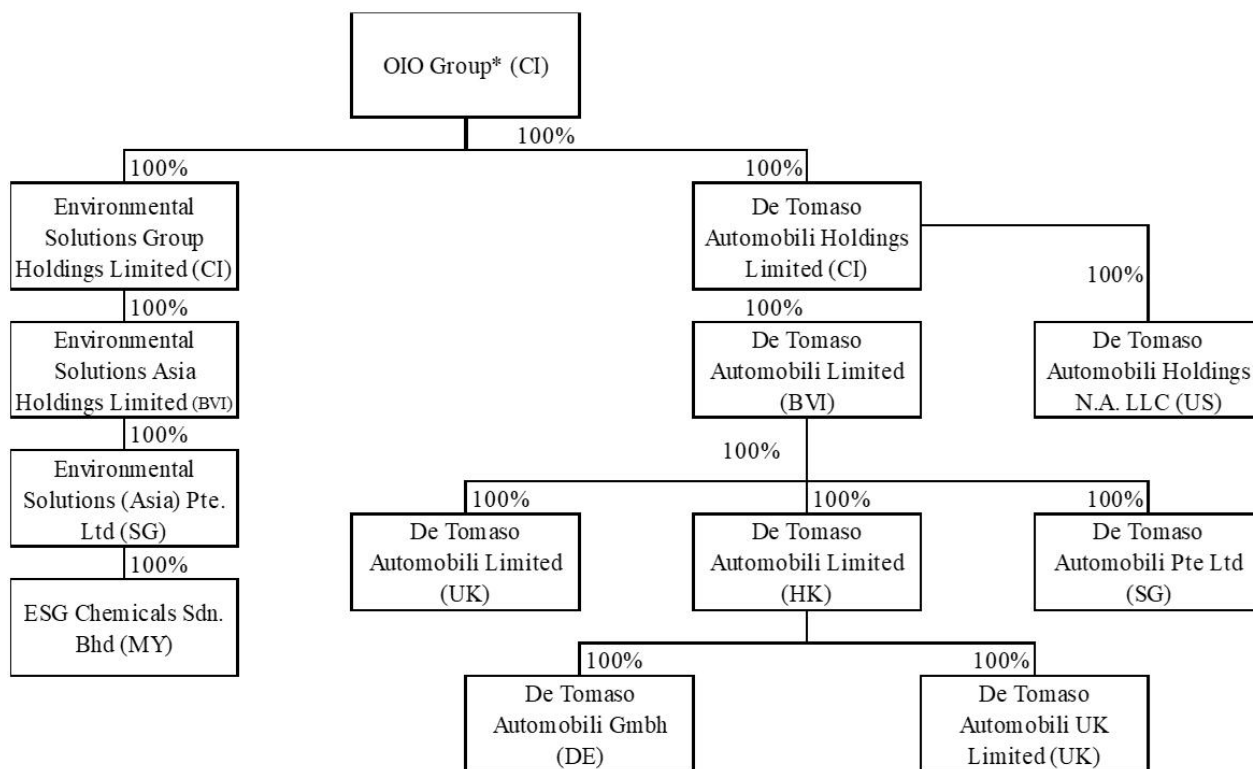 OIO Group* (CI)
100%
100%
100%
Environmental
Solutions Group
Holdings Limited (CI)
De Tomaso
Automobili Holdings
Limited (CI)
100%
100%
100%
Environmental
Solutions Asia
Holdings Limited (BVI)
De Tomaso
Automobili Limited
(BVI)
De Tomaso
Automobili Holdings
N.A. LLC (US)
100%
100%
Environmental
Solutions (Asia) Pte.
Ltd (SG)
100%
100%
100%
De Tomaso
Automobili Limited
(UK)
De Tomaso
Automobili Limited
(HK)
De Tomaso
Automobili Pte Ltd
(SG)
100%
ESG Chemicals Sdn.
Bhd (MY)
100%
100%
De Tomaso
Automobili Gmbh
(DE)
De Tomaso
Automobili UK
Limited (UK)